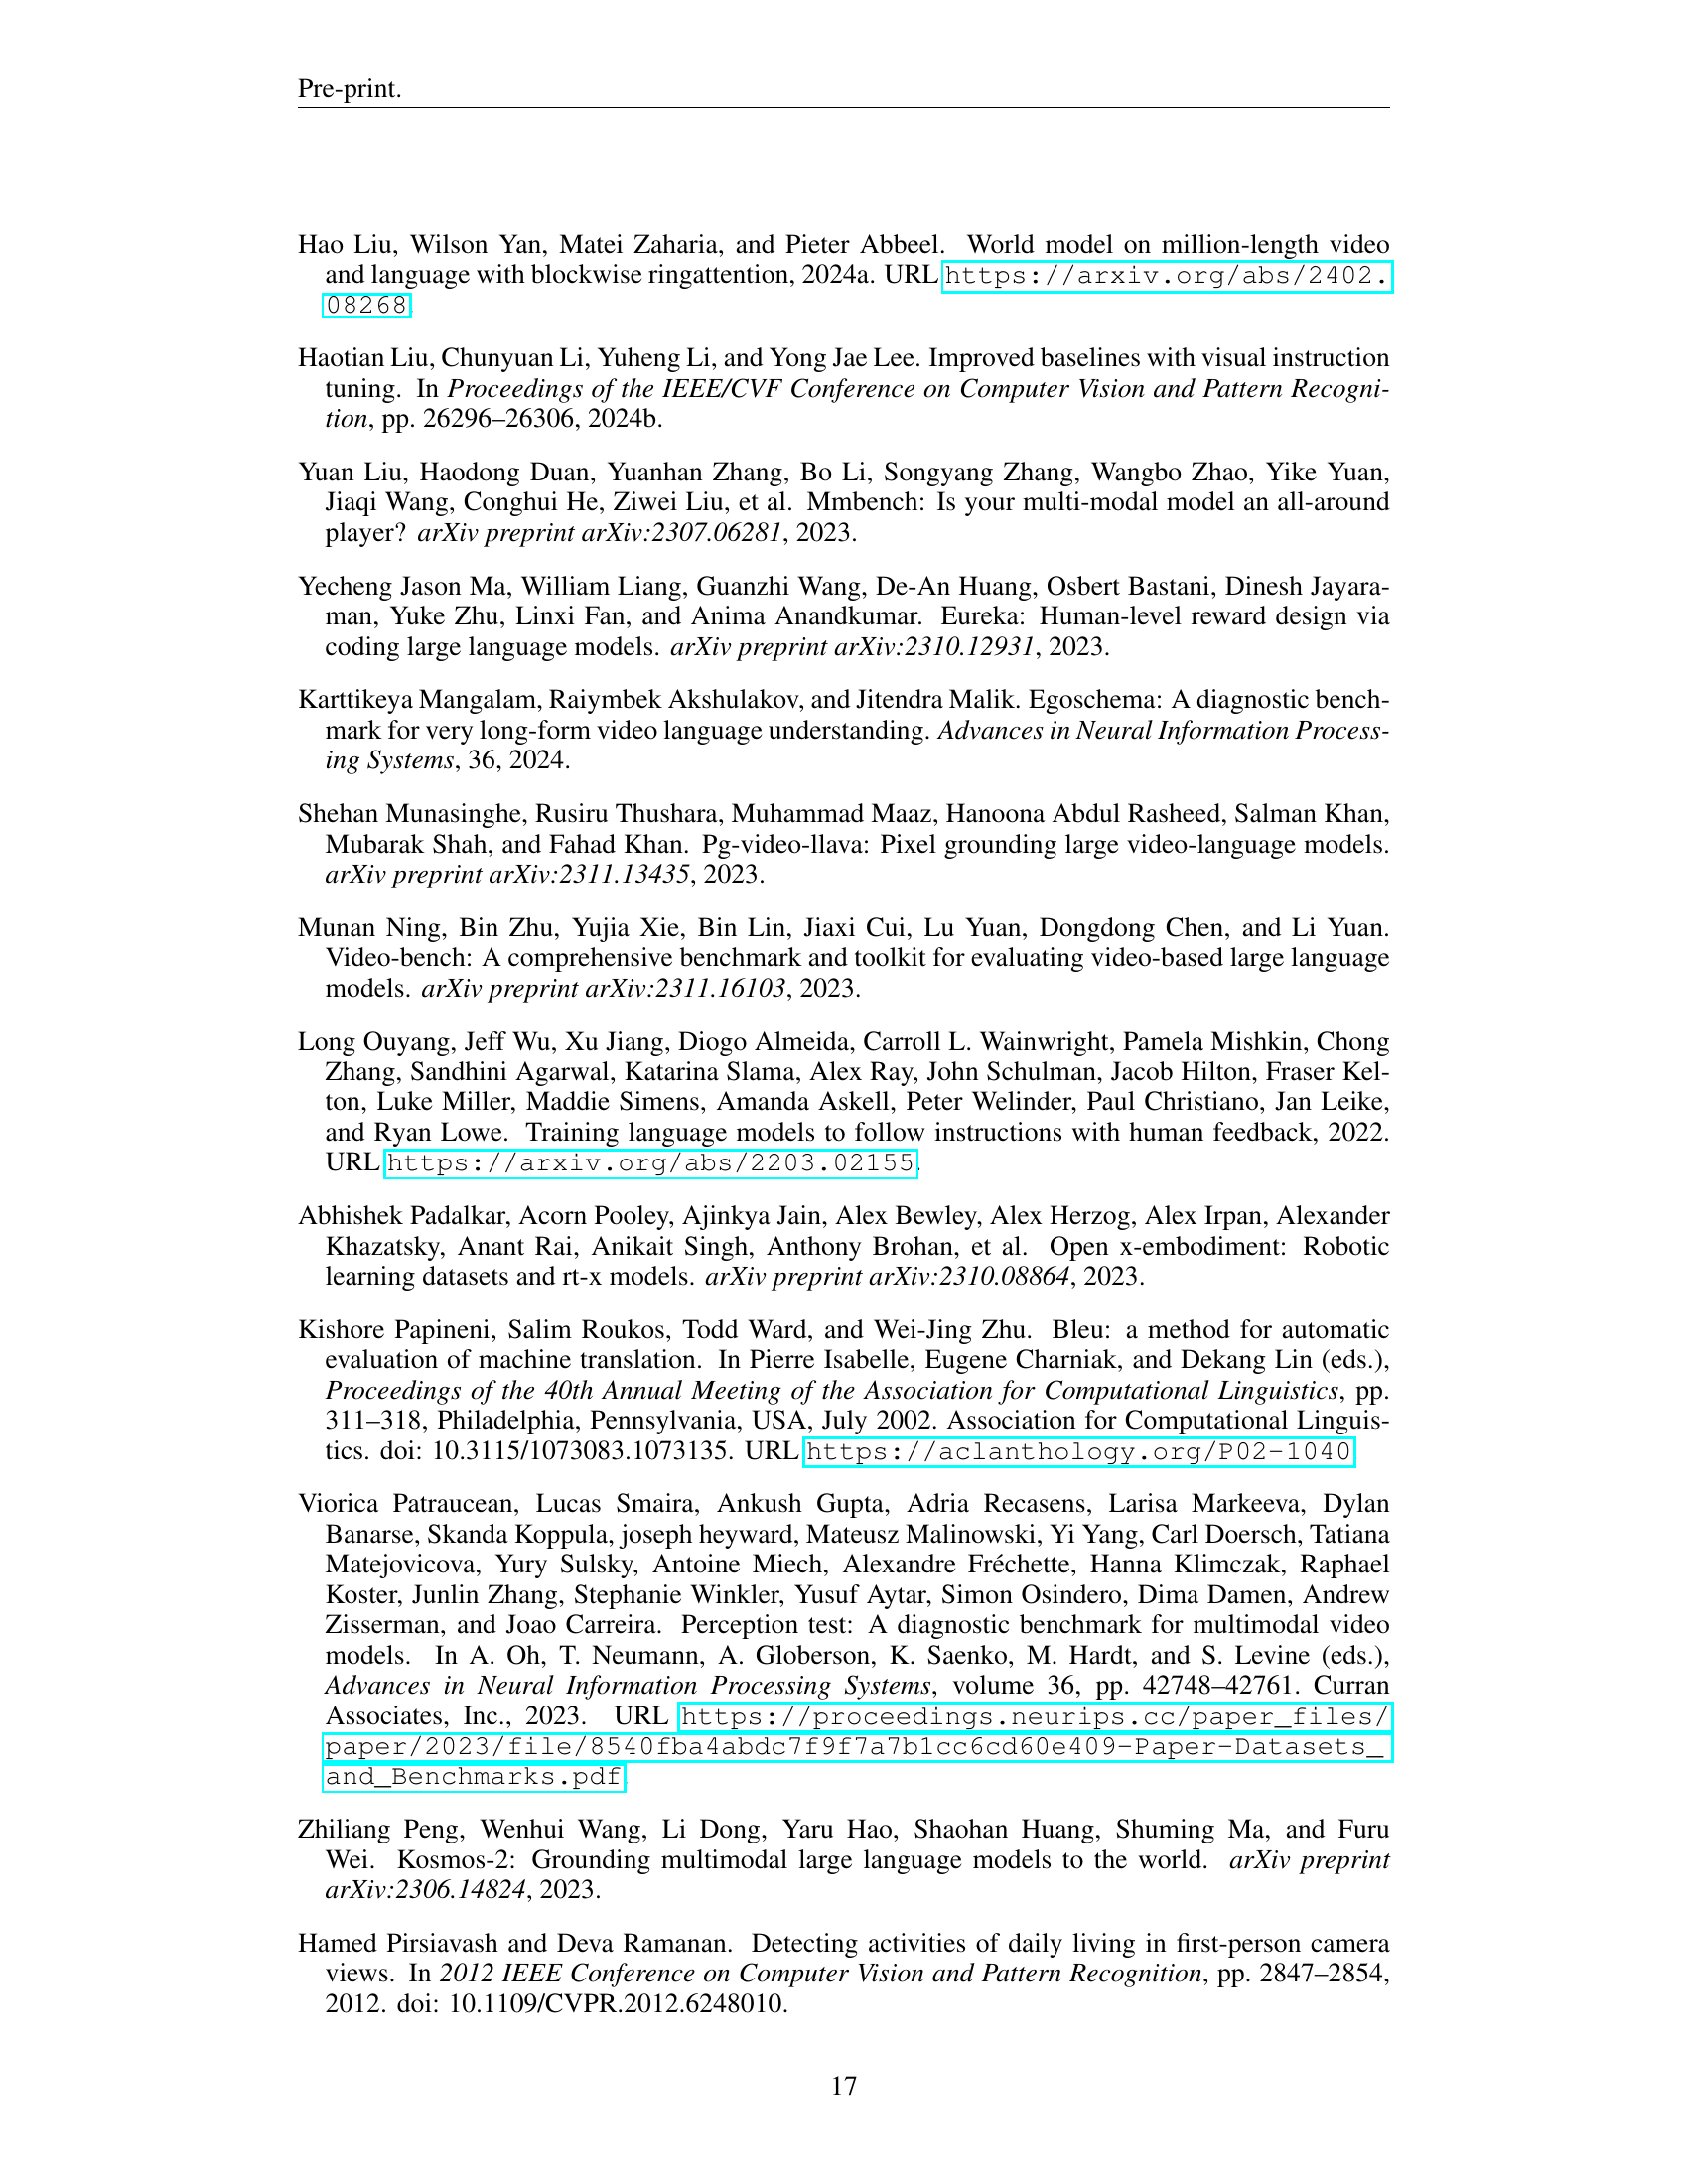 Pre-print.
Hao Liu, Wilson Yan, Matei Zaharia, and Pieter Abbeel. World model on million-length video
and language with blockwise ringattention, 2024a. URL https://arxiv.org/abs/2402.
08268.
Haotian Liu, Chunyuan Li, Yuheng Li, and Yong Jae Lee. Improved baselines with visual instruction
tuning. In Proceedings of the IEEE/CVF Conference on Computer Vision and Pattern Recogni-
tion, pp. 26296–26306, 2024b.
Yuan Liu, Haodong Duan, Yuanhan Zhang, Bo Li, Songyang Zhang, Wangbo Zhao, Yike Yuan,
Jiaqi Wang, Conghui He, Ziwei Liu, et al. Mmbench: Is your multi-modal model an all-around
player? arXiv preprint arXiv:2307.06281, 2023.
Yecheng Jason Ma, William Liang, Guanzhi Wang, De-An Huang, Osbert Bastani, Dinesh Jayara-
man, Yuke Zhu, Linxi Fan, and Anima Anandkumar. Eureka: Human-level reward design via
coding large language models. arXiv preprint arXiv:2310.12931, 2023.
Karttikeya Mangalam, Raiymbek Akshulakov, and Jitendra Malik. Egoschema: A diagnostic bench-
mark for very long-form video language understanding. Advances in Neural Information Process-
ing Systems, 36, 2024.
Shehan Munasinghe, Rusiru Thushara, Muhammad Maaz, Hanoona Abdul Rasheed, Salman Khan,
Mubarak Shah, and Fahad Khan. Pg-video-llava: Pixel grounding large video-language models.
arXiv preprint arXiv:2311.13435, 2023.
Munan Ning, Bin Zhu, Yujia Xie, Bin Lin, Jiaxi Cui, Lu Yuan, Dongdong Chen, and Li Yuan.
Video-bench: A comprehensive benchmark and toolkit for evaluating video-based large language
models. arXiv preprint arXiv:2311.16103, 2023.
Long Ouyang, Jeff Wu, Xu Jiang, Diogo Almeida, Carroll L. Wainwright, Pamela Mishkin, Chong
Zhang, Sandhini Agarwal, Katarina Slama, Alex Ray, John Schulman, Jacob Hilton, Fraser Kel-
ton, Luke Miller, Maddie Simens, Amanda Askell, Peter Welinder, Paul Christiano, Jan Leike,
and Ryan Lowe. Training language models to follow instructions with human feedback, 2022.
URL https://arxiv.org/abs/2203.02155.
Abhishek Padalkar, Acorn Pooley, Ajinkya Jain, Alex Bewley, Alex Herzog, Alex Irpan, Alexander
Khazatsky, Anant Rai, Anikait Singh, Anthony Brohan, et al. Open x-embodiment: Robotic
learning datasets and rt-x models. arXiv preprint arXiv:2310.08864, 2023.
Kishore Papineni, Salim Roukos, Todd Ward, and Wei-Jing Zhu. Bleu: a method for automatic
evaluation of machine translation. In Pierre Isabelle, Eugene Charniak, and Dekang Lin (eds.),
Proceedings of the 40th Annual Meeting of the Association for Computational Linguistics, pp.
311–318, Philadelphia, Pennsylvania, USA, July 2002. Association for Computational Linguis-
tics. doi: 10.3115/1073083.1073135. URL https://aclanthology.org/P02-1040.
Viorica Patraucean, Lucas Smaira, Ankush Gupta, Adria Recasens, Larisa Markeeva, Dylan
Banarse, Skanda Koppula, joseph heyward, Mateusz Malinowski, Yi Yang, Carl Doersch, Tatiana
Matejovicova, Yury Sulsky, Antoine Miech, Alexandre Fréchette, Hanna Klimczak, Raphael
Koster, Junlin Zhang, Stephanie Winkler, Yusuf Aytar, Simon Osindero, Dima Damen, Andrew
Zisserman, and Joao Carreira. Perception test: A diagnostic benchmark for multimodal video
models. In A. Oh, T. Neumann, A. Globerson, K. Saenko, M. Hardt, and S. Levine (eds.),
Advances in Neural Information Processing Systems, volume 36, pp. 42748–42761. Curran
Associates, Inc., 2023. URL https://proceedings.neurips.cc/paper_files/
paper/2023/file/8540fba4abdc7f9f7a7b1cc6cd60e409-Paper-Datasets_
and_Benchmarks.pdf.
Zhiliang Peng, Wenhui Wang, Li Dong, Yaru Hao, Shaohan Huang, Shuming Ma, and Furu
Wei. Kosmos-2: Grounding multimodal large language models to the world. arXiv preprint
arXiv:2306.14824, 2023.
Hamed Pirsiavash and Deva Ramanan. Detecting activities of daily living in first-person camera
views. In 2012 IEEE Conference on Computer Vision and Pattern Recognition, pp. 2847–2854,
2012. doi: 10.1109/CVPR.2012.6248010.
17